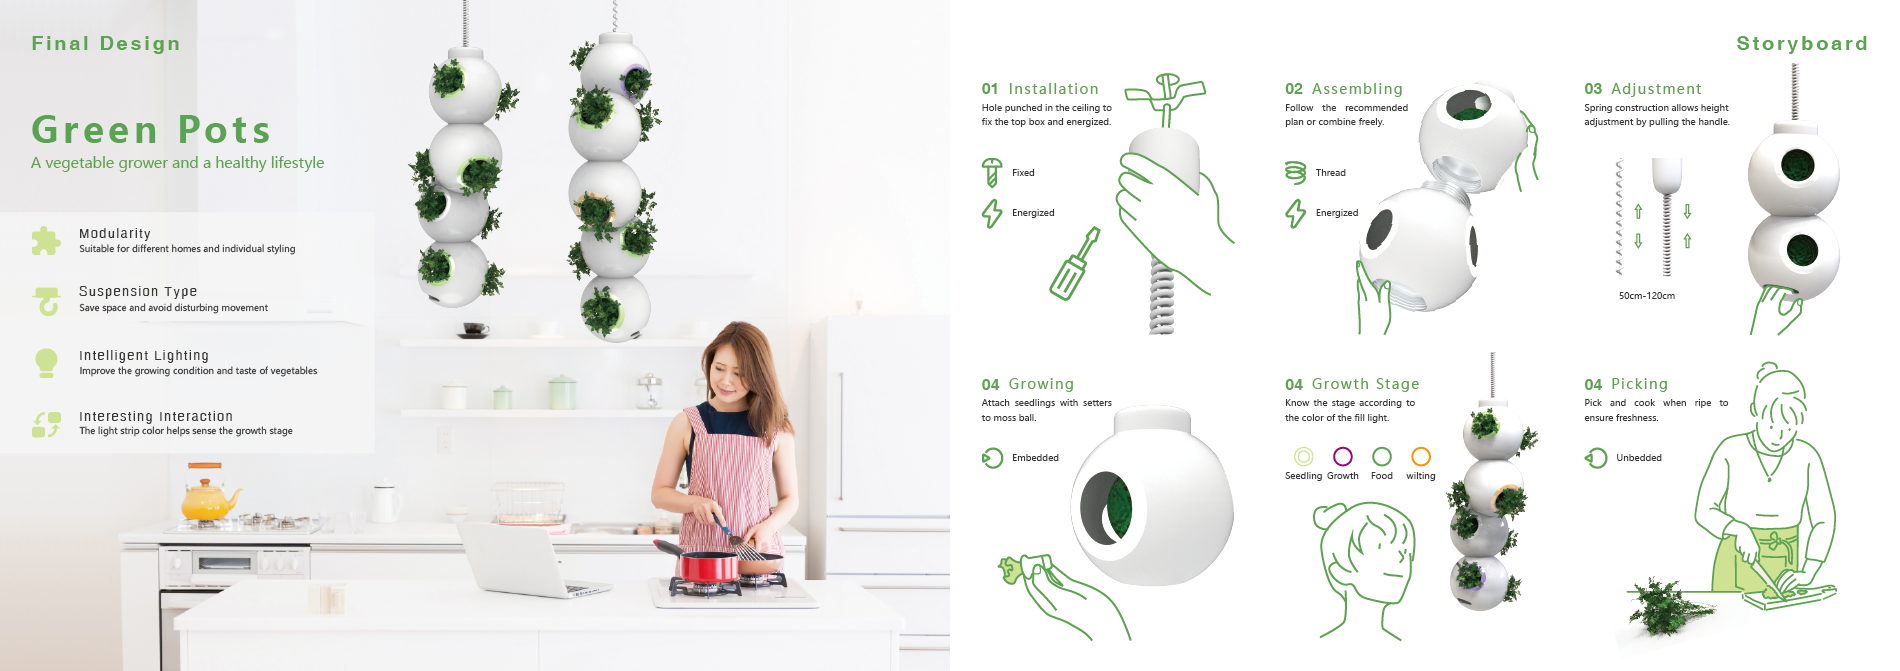 Final Design
Green Pots
A vegetable grower and a healthy lifestyle
Modularity
Suitable for different homes and individual styling
Suspension Type
Save space and avoid disturbing movement
Intelligent Lighting
Improve the growing condition and taste of vegetables
Interesting Interaction
The light strip color helps sense the growth stage
Storyboard
01 Installation
Hole punched in the ceiling to
fix the top box and energized.
Fixed
Energized
02 Assembling
Follow the recommended
plan or combine freely.
Thread
Energized
03 Adjustment
Spring construction allows height
adjustment by pulling the handle.
50cm-120cm
04 Growing
Attach seedlings with setters
to moss ball.
Embedded
04 Growth Stage
Know the stage according to
the color of the fill light.
Seedling Growth Food wilting
04 Picking
Pick and cook when ripe to
ensure freshness.
Unbedded